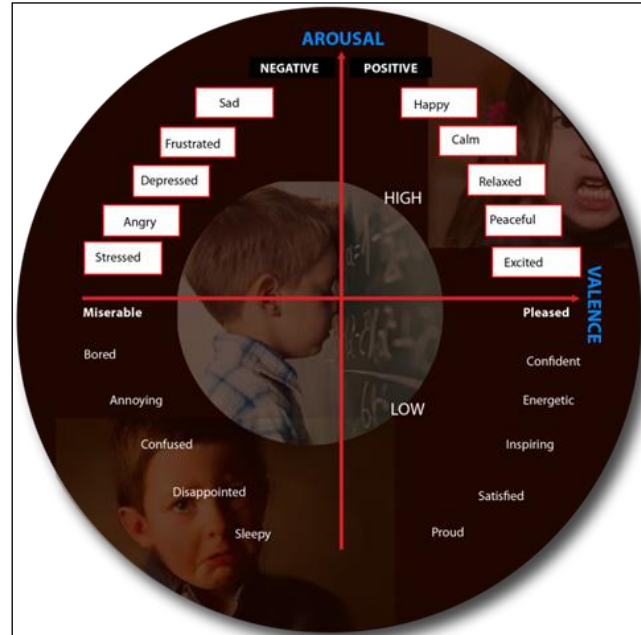 AROUSAL
NEGATIVE POSITIVE
Sad
Happy
Frustrated
Calm
Depressed
Relaxed
HIGH
Angry
Peaceful
Stressed
Excited
VALENCE
Miserable
Pleased
Bored
Confident
Annoying
Energetic
LOW
Confused
Inspiring
Disappointed
Satisfied
Sleepy
Proud